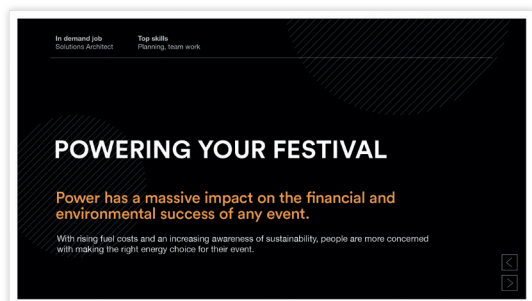 In demand job
Solutions Architect
Top skills
Planning, team work
POWERING YOUR FESTIVAL
Power has a massive impact on the financial and
environmental success of any event.
With rising fuel costs and an increasing awareness of sustainability, people are more concerned
with making the right energy choice for their event.